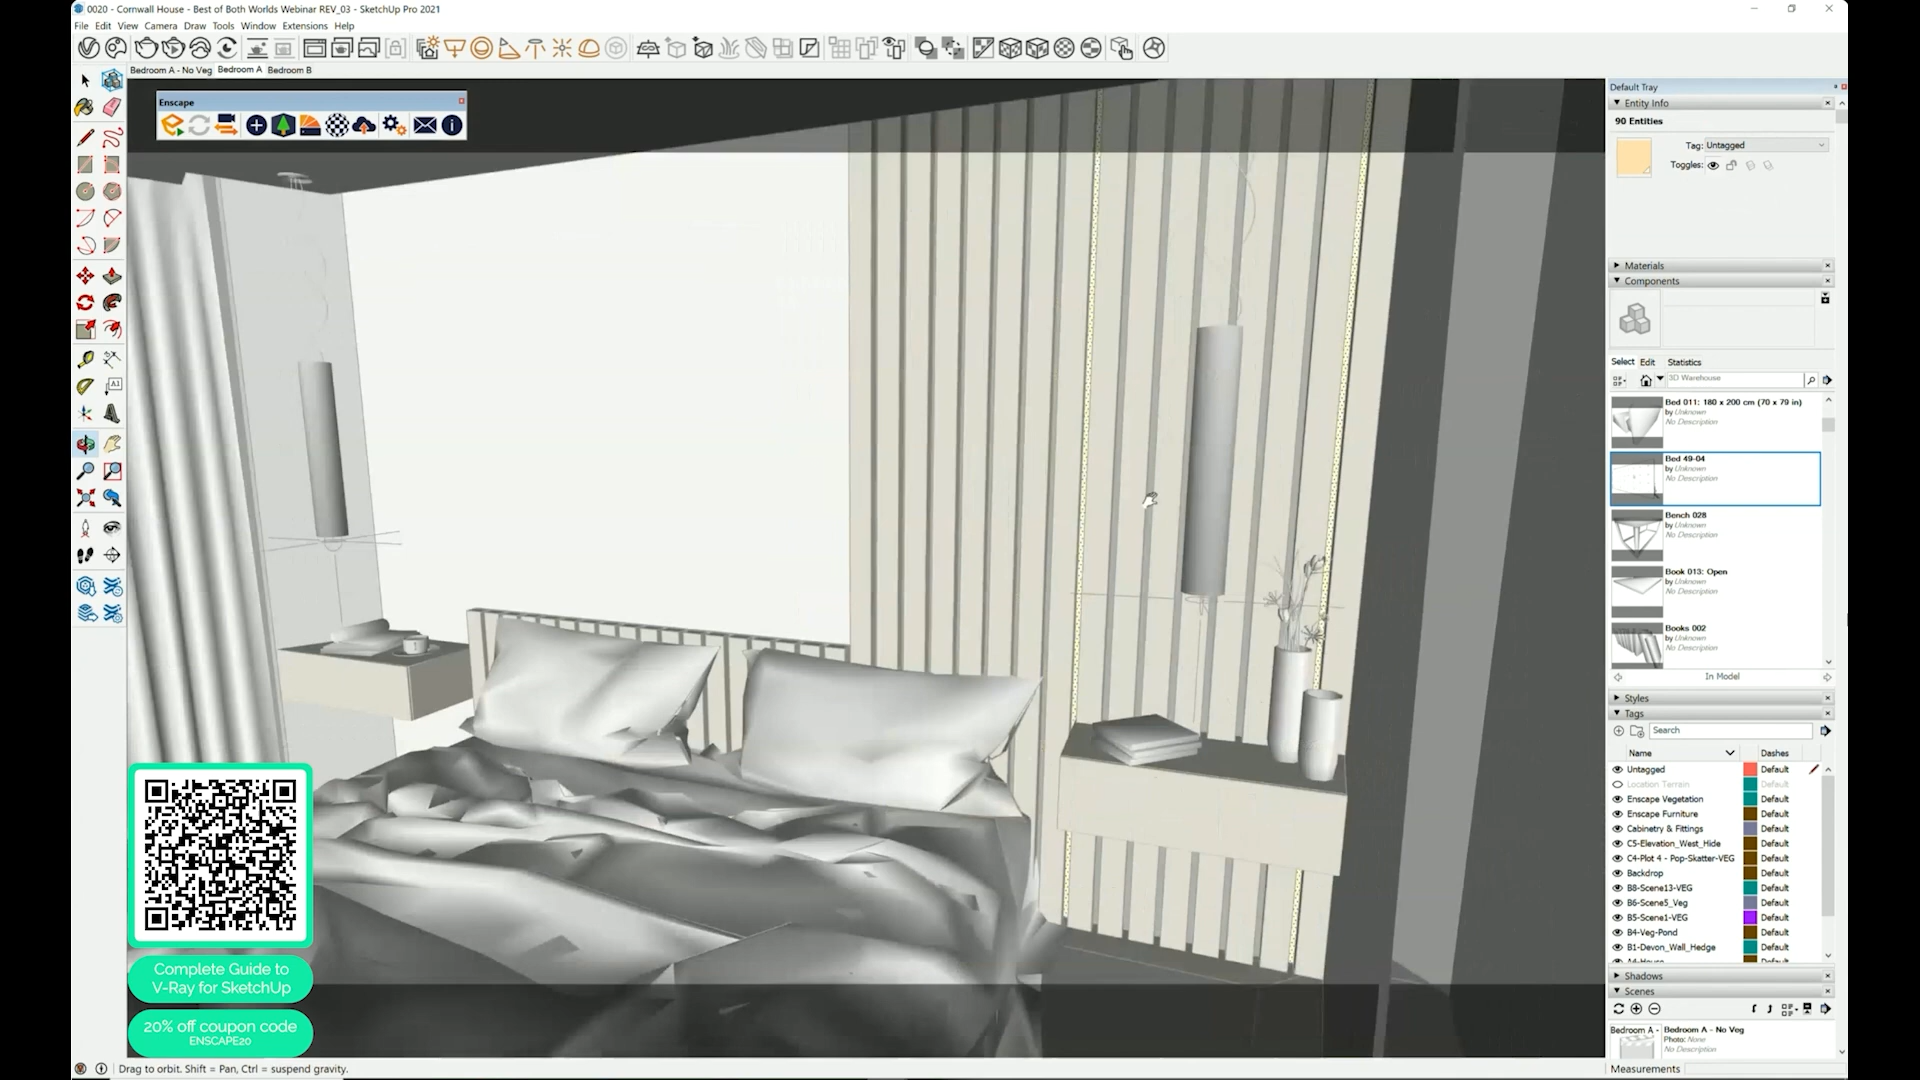 0020 - Cornwall House - Best of Both Worlds Webinar REV_03 - SketchUp Pro 2021
File Edit View Camera Draw Tools Window Extensions Help
Bedroom A - No Veg Bedroom A Bedroom B
Enscape
Default Tray
Entity Info
90 Entities
Tag: Untagged
Toggles:
Materials
Components
Select Edit Statistics
3D Warehouse
Bed 011: 180 x 200 cm (70 x 79 in)
by Unknown
No Description
Bed 49-04
by Unknown
No Description
Bench 028
by Unknown
No Description
Book 013: Open
by Unknown
No Description
Books 002
by Unknown
No Description
In Model
Styles
Tags
Search
Name Dashes
Untagged Default
Location Terrain Default
Enscape Vegetation Default
Enscape Furniture Default
Cabinetry & Fittings Default
C5-Elevation_West_Hide Default
C4-Plot 4 - Pop-Skatter-VEG Default
Backdrop Default
B8-Scene13-VEG Default
B6-Scene5_Veg Default
B5-Scene1-VEG Default
B4-Veg-Pond Default
B1-Devon_Wall_Hedge Default
A4-House Default
Shadows
Scenes
Bedroom A - Bedroom A - No Veg
Photo: None
No Description
Measurements
Complete Guide to
V-Ray for SketchUp
20% off coupon code
ENSCAPE20
Drag to orbit. Shift = Pan, Ctrl = suspend gravity.